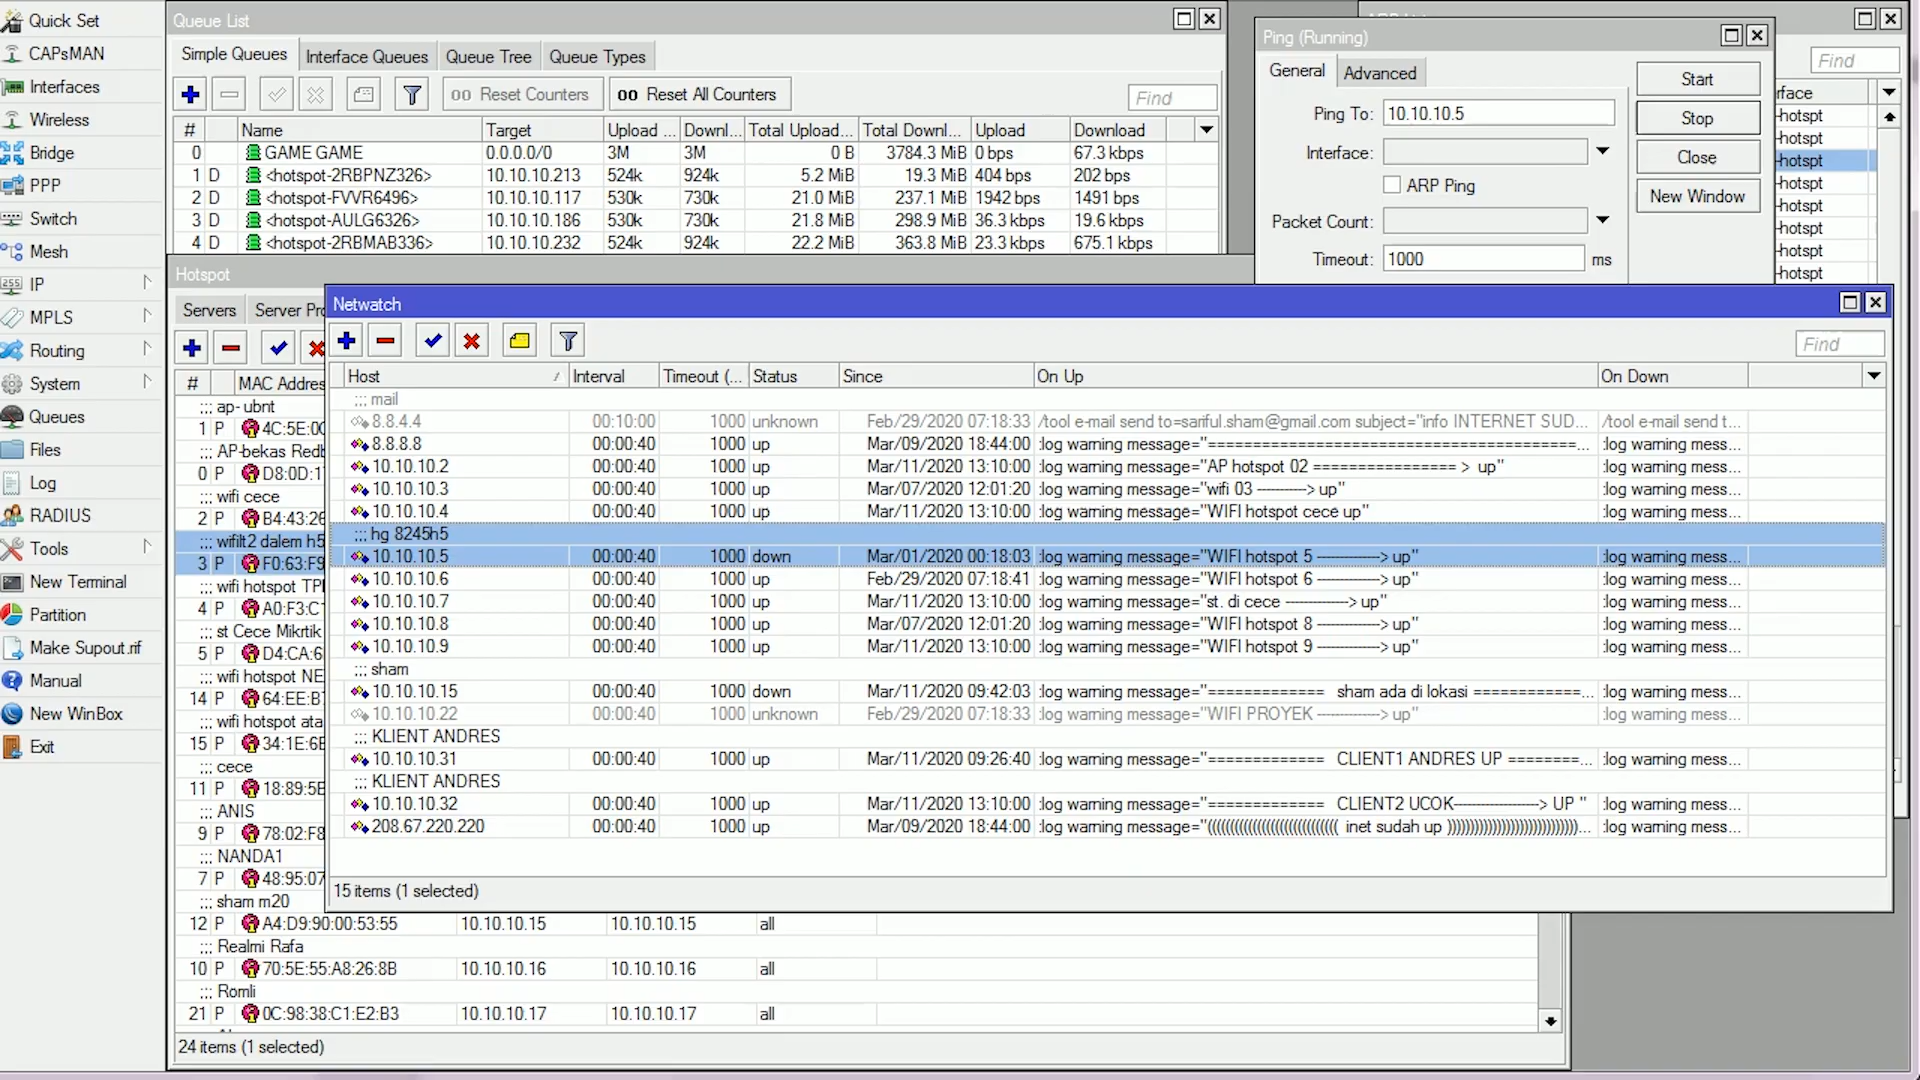 Quick Set
CAPsMAN
Interfaces
Wireless
Bridge
PPP
Switch
Mesh
IP
MPLS
Routing
System
Queues
Files
Log
RADIUS
Tools
New Terminal
Partition
Make Supout.rif
Manual
New WinBox
Exit
Queue List
Simple Queues Interface Queues Queue Tree Queue Types
00 Reset Counters 00 Reset All Counters Find
# Name Target Upload ... Downl... Total Upload... Total Downl... Upload Download
0 GAME GAME 0.0.0.0/0 3M 3M 0 B 3784.3 MiB 0 bps 67.3 kbps
1 D <hotspot-2RBPNZ326> 10.10.10.213 524k 924k 5.2 MiB 19.3 MiB 404 bps 202 bps
2 D <hotspot-FVVR6496> 10.10.10.117 530k 730k 21.0 MiB 237.1 MiB 1942 bps 1491 bps
3 D <hotspot-AULG6326> 10.10.10.186 530k 730k 21.8 MiB 298.9 MiB 36.3 kbps 19.6 kbps
4 D <hotspot-2RBMAB336> 10.10.10.232 524k 924k 22.2 MiB 363.8 MiB 23.3 kbps 675.1 kbps
Ping (Running)
General Advanced
Ping To: 10.10.10.5
Interface:
ARP Ping
Packet Count:
Timeout: 1000 ms
Start
Stop
Close
New Window
Find
rface
-hotspt
-hotspt
-hotspt
-hotspt
-hotspt
-hotspt
-hotspt
-hotspt
Hotspot
Servers Server Pro
# MAC Addres
;;; ap- ubnt
1 P 4C:5E:0C
;;; AP-bekas Redb
0 P D8:0D:1
;;; wifi cece
2 P B4:43:26
;;; wifilt2 dalem h5
3 P F0:63:F9
;;; wifi hotspot TPL
4 P A0:F3:C1
;;; st Cece Mikrtik
5 P D4:CA:6
;;; wifi hotspot NE
14 P 64:EE:B7
;;; wifi hotspot ata
15 P 34:1E:6B
;;; cece
11 P 18:89:5B
;;; ANIS
9 P 78:02:F8
;;; NANDA1
7 P 48:95:07
;;; sham m20
12 P A4:D9:90:00:53:55 10.10.10.15 10.10.10.15 all
;;; Realmi Rafa
10 P 70:5E:55:A8:26:8B 10.10.10.16 10.10.10.16 all
;;; Romli
21 P 0C:98:38:C1:E2:B3 10.10.10.17 10.10.10.17 all
24 items (1 selected)
Netwatch
Find
Host Interval Timeout (... Status Since On Up On Down
;;; mail
8.8.4.4 00:10:00 1000 unknown Feb/29/2020 07:18:33 /tool e-mail send to=sariful.sham@gmail.com subject="info INTERNET SUD... /tool e-mail send t...
8.8.8.8 00:00:40 1000 up Mar/09/2020 18:44:00 :log warning message="========================================... :log warning mess...
10.10.10.2 00:00:40 1000 up Mar/11/2020 13:10:00 :log warning message="AP hotspot 02 ================ > up" :log warning mess...
10.10.10.3 00:00:40 1000 up Mar/07/2020 12:01:20 :log warning message="wifi 03 ----------> up" :log warning mess...
10.10.10.4 00:00:40 1000 up Mar/11/2020 13:10:00 :log warning message="WIFI hotspot cece up" :log warning mess...
;;; hg 8245h5
10.10.10.5 00:00:40 1000 down Mar/01/2020 00:18:03 :log warning message="WIFI hotspot 5 -------------> up" :log warning mess...
10.10.10.6 00:00:40 1000 up Feb/29/2020 07:18:41 :log warning message="WIFI hotspot 6 -------------> up" :log warning mess...
10.10.10.7 00:00:40 1000 up Mar/11/2020 13:10:00 :log warning message="st. di cece -------------> up" :log warning mess...
10.10.10.8 00:00:40 1000 up Mar/07/2020 12:01:20 :log warning message="WIFI hotspot 8 -------------> up" :log warning mess...
10.10.10.9 00:00:40 1000 up Mar/11/2020 13:10:00 :log warning message="WIFI hotspot 9 -------------> up" :log warning mess...
;;; sham
10.10.10.15 00:00:40 1000 down Mar/11/2020 09:42:03 :log warning message="============= sham ada di lokasi ============... :log warning mess...
10.10.10.22 00:00:40 1000 unknown Feb/29/2020 07:18:33 :log warning message="WIFI PROYEK -------------> up" :log warning mess...
;;; KLIENT ANDRES
10.10.10.31 00:00:40 1000 up Mar/11/2020 09:26:40 :log warning message="============= CLIENT1 ANDRES UP ========... :log warning mess...
;;; KLIENT ANDRES
10.10.10.32 00:00:40 1000 up Mar/11/2020 13:10:00 :log warning message="============= CLIENT2 UCOK------------------> UP " :log warning mess...
208.67.220.220 00:00:40 1000 up Mar/09/2020 18:44:00 :log warning message="((((((((((((((((((((((((((((( inet sudah up )))))))))))))))))))))))))))))... :log warning mess...
15 items (1 selected)